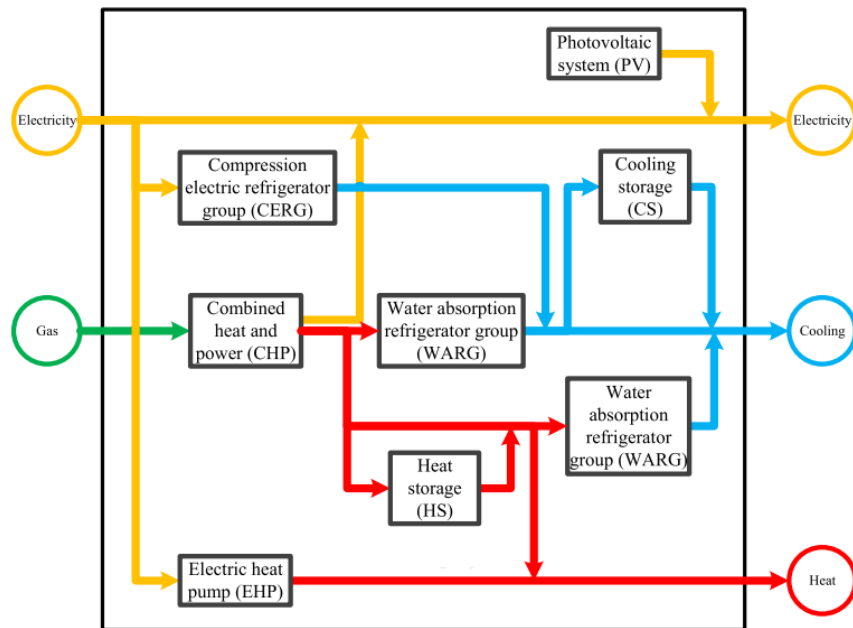 Photovoltaic
system (PV)
Electricity
Electricity
Compression
electric refrigerator
group (CERG)
Cooling
storage
(CS)
Gas
Combined
heat and
power (CHP)
Water absorption
refrigerator group
(WARG)
Cooling
Water
absorption
refrigerator
group (WARG)
Heat
storage
(HS)
Electric heat
pump (EHP)
Heat